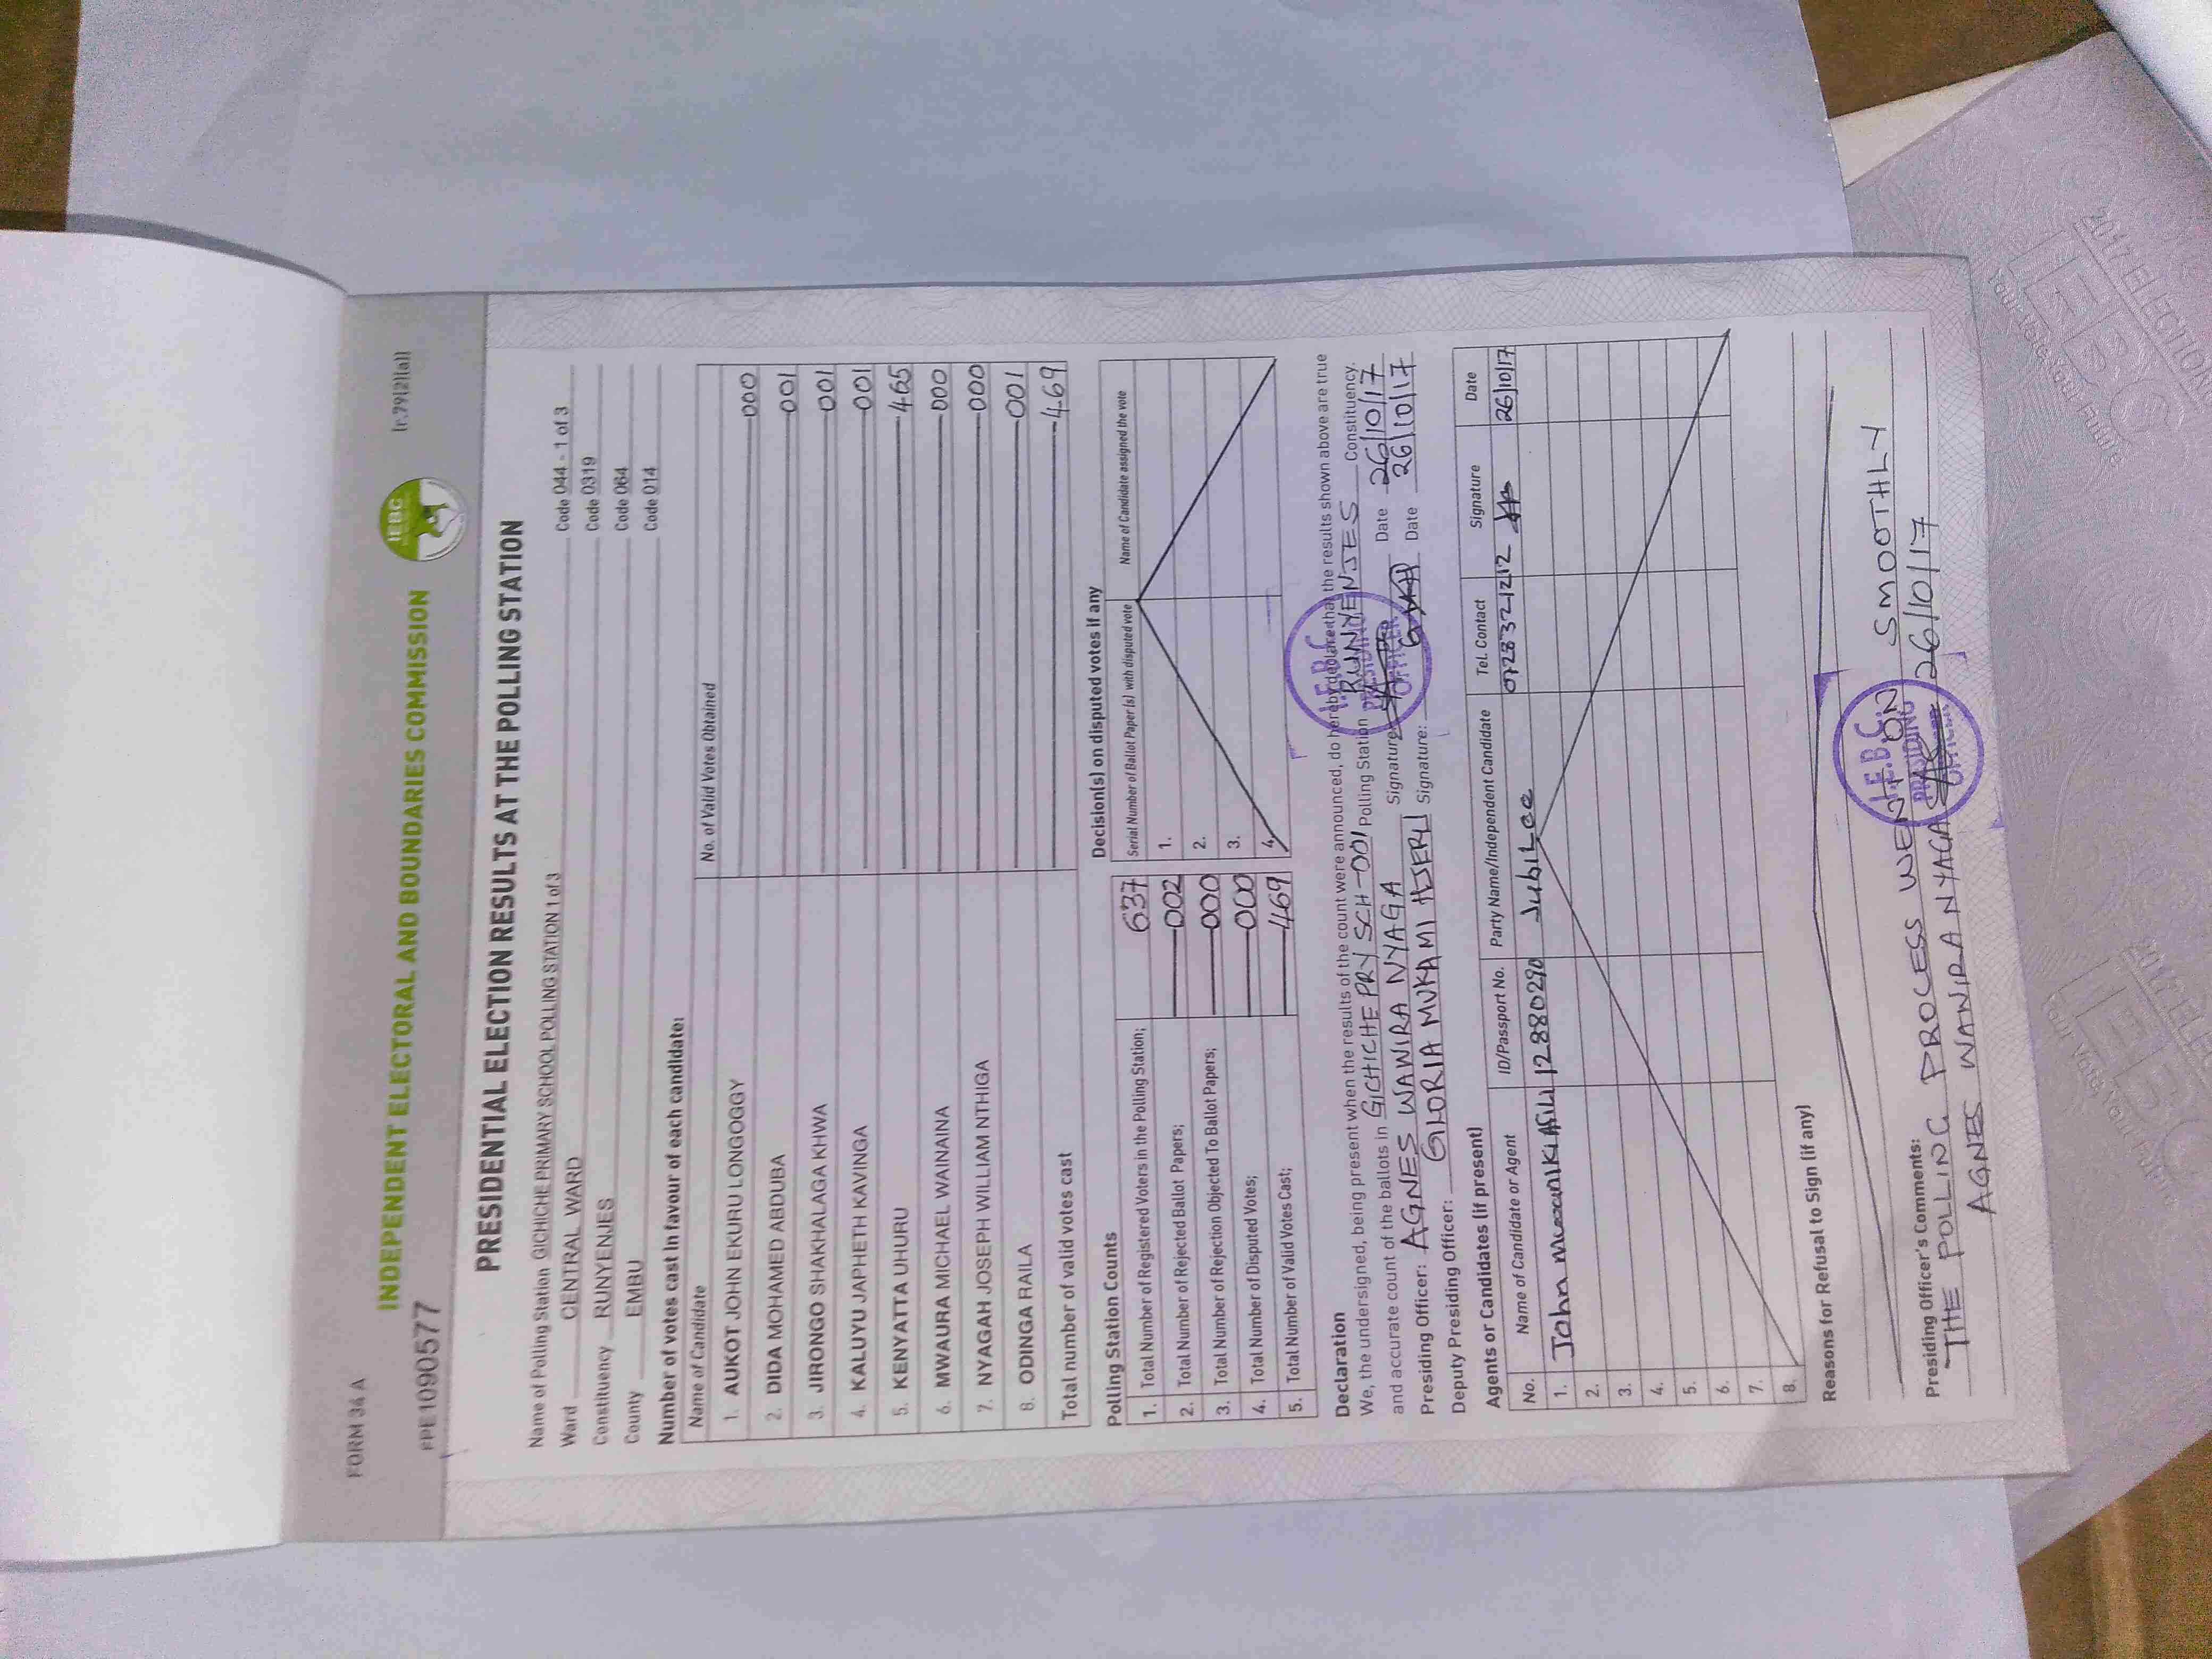 FORM 34 A
(r.79(2)(a))
INDEPENDENT ELECTORAL AND BOUNDARIES COMMISSION
IEBC
PPE 1090577
PRESIDENTIAL ELECTION RESULTS AT THE POLLING STATION
Name of Polling Station GICHICHE PRIMARY SCHOOL POLLING STATION 1 of 3 Code 044 - 1 of 3
Ward CENTRAL WARD Code 0319
Constituency RUNYENJES Code 064
County EMBU Code 014
Number of votes cast in favour of each candidate:
Name of Candidate No. of Valid Votes Obtained
1. AUKOT JOHN EKURU LONGOGGY 000
2. DIDA MOHAMED ABDUBA 001
3. JIRONGO SHAKHALAGA KHWA 001
4. KALUYU JAPHETH KAVINGA 001
5. KENYATTA UHURU 465
6. MWAURA MICHAEL WAINAINA 000
7. NYAGAH JOSEPH WILLIAM NTHIGA 000
8. ODINGA RAILA 001
Total number of valid votes cast 469
Polling Station Counts
1. Total Number of Registered Voters in the Polling Station; 637
2. Total Number of Rejected Ballot Papers; 002
3. Total Number of Rejection Objected To Ballot Papers; 000
4. Total Number of Disputed Votes; 000
5. Total Number of Valid Votes Cast; 469
Decision(s) on disputed votes if any
Serial Number of Ballot Paper (s) with disputed vote Name of Candidate assigned the vote
1.
2.
3.
4.
Declaration
We, the undersigned, being present when the results of the count were announced, do hereby declare that the results shown above are true
and accurate count of the ballots in GICHICHE PRY SCH-001 Polling Station RUNYENJES Constituency.
Presiding Officer: AGNES WAWIRA NYAGA Signature: Date 26/10/17
Deputy Presiding Officer: GLORIA MUKAMI NJERU Signature: Date 26/10/17
I.E.B.C
PRESIDING
OFFICER
Agents or Candidates (if present)
No. Name of Candidate or Agent ID/Passport No. Party Name/Independent Candidate Tel. Contact Signature Date
1. John 12880290 Jubilee 0728321212 26/10/17
2.
3.
4.
5.
6.
7.
8.
Reasons for Refusal to Sign (if any)
Presiding Officer's Comments:
THE POLLING PROCESS WENT ON SMOOTHLY
AGNES WAWIRA NYAGA 26/10/17
I.E.B.C.
PRESIDING
OFFICER
2017 ELECTION
IEBC
Your Vote, Your Future